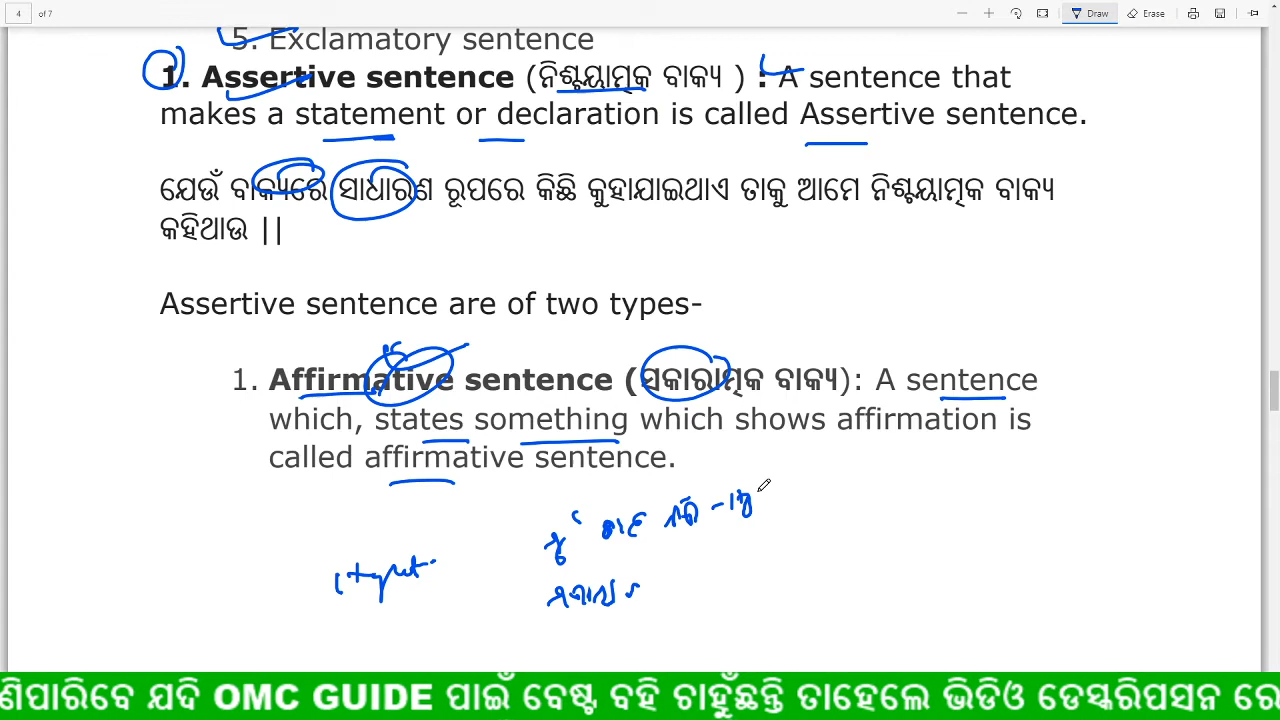 4 of 7 Draw Erase
5. Exclamatory sentence
1. Assertive sentence (ନିଶ୍ଚୟାତ୍ମକ ବାକ୍ୟ ) : A sentence that
makes a statement or declaration is called Assertive sentence.
ଯେଉଁ ବାକ୍ୟରେ ସାଧାରଣ ରୂପରେ କିଛି କୁହାଯାଇଥାଏ ତାକୁ ଆମେ ନିଶ୍ଚୟାତ୍ମକ ବାକ୍ୟ
କହିଥାଉ ||
Assertive sentence are of two types-
1. Affirmative sentence (ସକାରାତ୍ମକ ବାକ୍ୟ): A sentence
which, states something which shows affirmation is
called affirmative sentence.
ଣିପାରିବେ ଯଦି OMC GUIDE ପାଇଁ ବେଷ୍ଟ ବହି ଚାହୁଁଛନ୍ତି ତାହେଲେ ଭିଡିଓ ଡେସ୍କରିପସନ ରେ